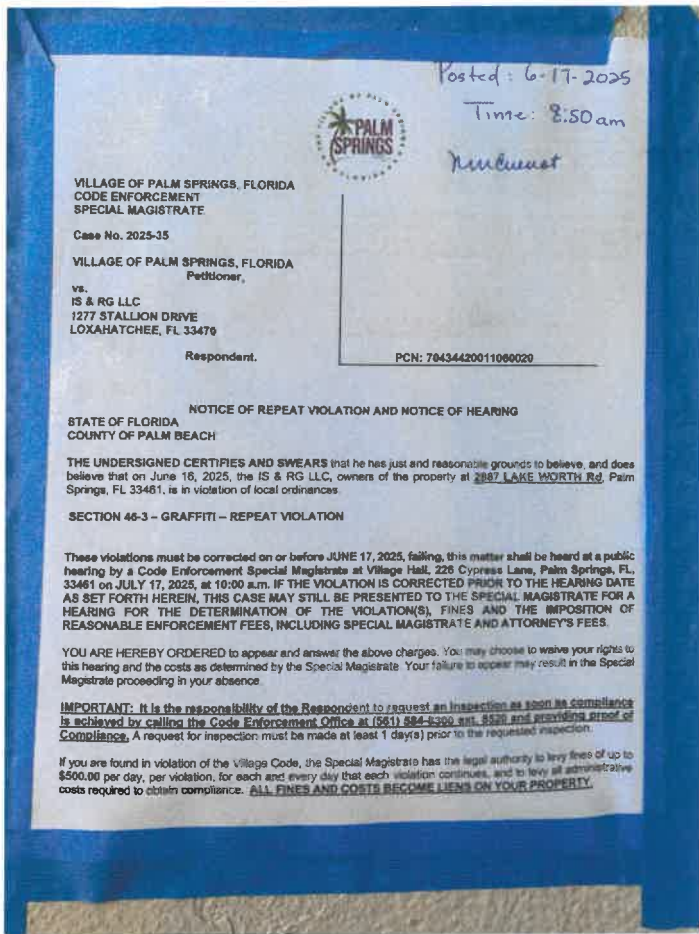 Posted: 6-17-2025
Time: 8:50 am
THE VILLAGE OF PALM SPRINGS
PALM
SPRINGS
FLORIDA
VILLAGE OF PALM SPRINGS, FLORIDA
CODE ENFORCEMENT
SPECIAL MAGISTRATE
Case No. 2025-35
VILLAGE OF PALM SPRINGS, FLORIDA
Petitioner,
vs.
IS & RG LLC
1277 STALLION DRIVE
LOXAHATCHEE, FL 33470
Respondent.
PCN: 70434420011060020
NOTICE OF REPEAT VIOLATION AND NOTICE OF HEARING
STATE OF FLORIDA
COUNTY OF PALM BEACH
THE UNDERSIGNED CERTIFIES AND SWEARS that he has just and reasonable grounds to believe, and does
believe that on June 16, 2025, the IS & RG LLC, owners of the property at 2887 LAKE WORTH Rd, Palm
Springs, FL 33461, is in violation of local ordinances.
SECTION 46-3 – GRAFFITI – REPEAT VIOLATION
These violations must be corrected on or before JUNE 17, 2025, failing, this matter shall be heard at a public
hearing by a Code Enforcement Special Magistrate at Village Hall, 226 Cypress Lane, Palm Springs, FL,
33461 on JULY 17, 2025, at 10:00 a.m. IF THE VIOLATION IS CORRECTED PRIOR TO THE HEARING DATE
AS SET FORTH HEREIN, THIS CASE MAY STILL BE PRESENTED TO THE SPECIAL MAGISTRATE FOR A
HEARING FOR THE DETERMINATION OF THE VIOLATION(S), FINES AND THE IMPOSITION OF
REASONABLE ENFORCEMENT FEES, INCLUDING SPECIAL MAGISTRATE AND ATTORNEY'S FEES.
YOU ARE HEREBY ORDERED to appear and answer the above charges. You may choose to waive your rights to
this hearing and the costs as determined by the Special Magistrate. Your failure to appear may result in the Special
Magistrate proceeding in your absence.
IMPORTANT: It is the responsibility of the Respondent to request an inspection as soon as compliance
is achieved by calling the Code Enforcement Office at (561) 584-8200 ext. 8520 and providing proof of
Compliance. A request for inspection must be made at least 1 day(s) prior to the requested inspection.
If you are found in violation of the Village Code, the Special Magistrate has the legal authority to levy fines of up to
$500.00 per day, per violation, for each and every day that each violation continues, and to levy all administrative
costs required to obtain compliance. ALL FINES AND COSTS BECOME LIENS ON YOUR PROPERTY.